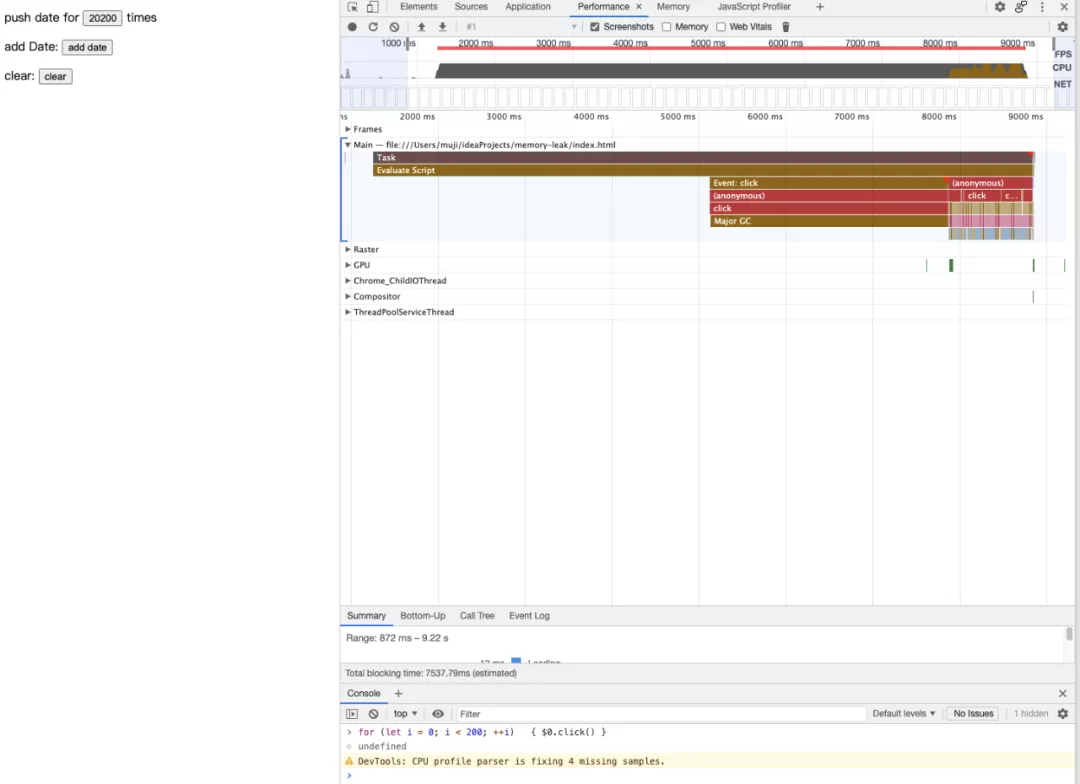 push date for 20200 times
add Date: add date
clear: clear
Elements Sources Application Performance × Memory JavaScript Profiler +
#1 Screenshots Memory Web Vitals
1000 2000 ms 3000 ms 4000 ms 5000 ms 6000 ms 7000 ms 8000 ms 9000 ms
FPS
CPU
NET
ns 2000 ms 3000 ms 4000 ms 5000 ms 6000 ms 7000 ms 8000 ms 9000 ms
Frames
Main — file:///Users/muji/ideaProjects/memory-leak/index.html
Task
Evaluate Script
Event: click (anonymous)
(anonymous) click c...
click
Major GC
Raster
GPU
Chrome_ChildIOThread
Compositor
ThreadPoolServiceThread
Summary Bottom-Up Call Tree Event Log
Range: 872 ms – 9.22 s
12 ms Loading
Total blocking time: 7537.79ms (estimated)
Console +
top Filter Default levels No Issues 1 hidden
> for (let i = 0; i < 200; ++i) { $0.click() }
undefined
DevTools: CPU profile parser is fixing 4 missing samples.
>